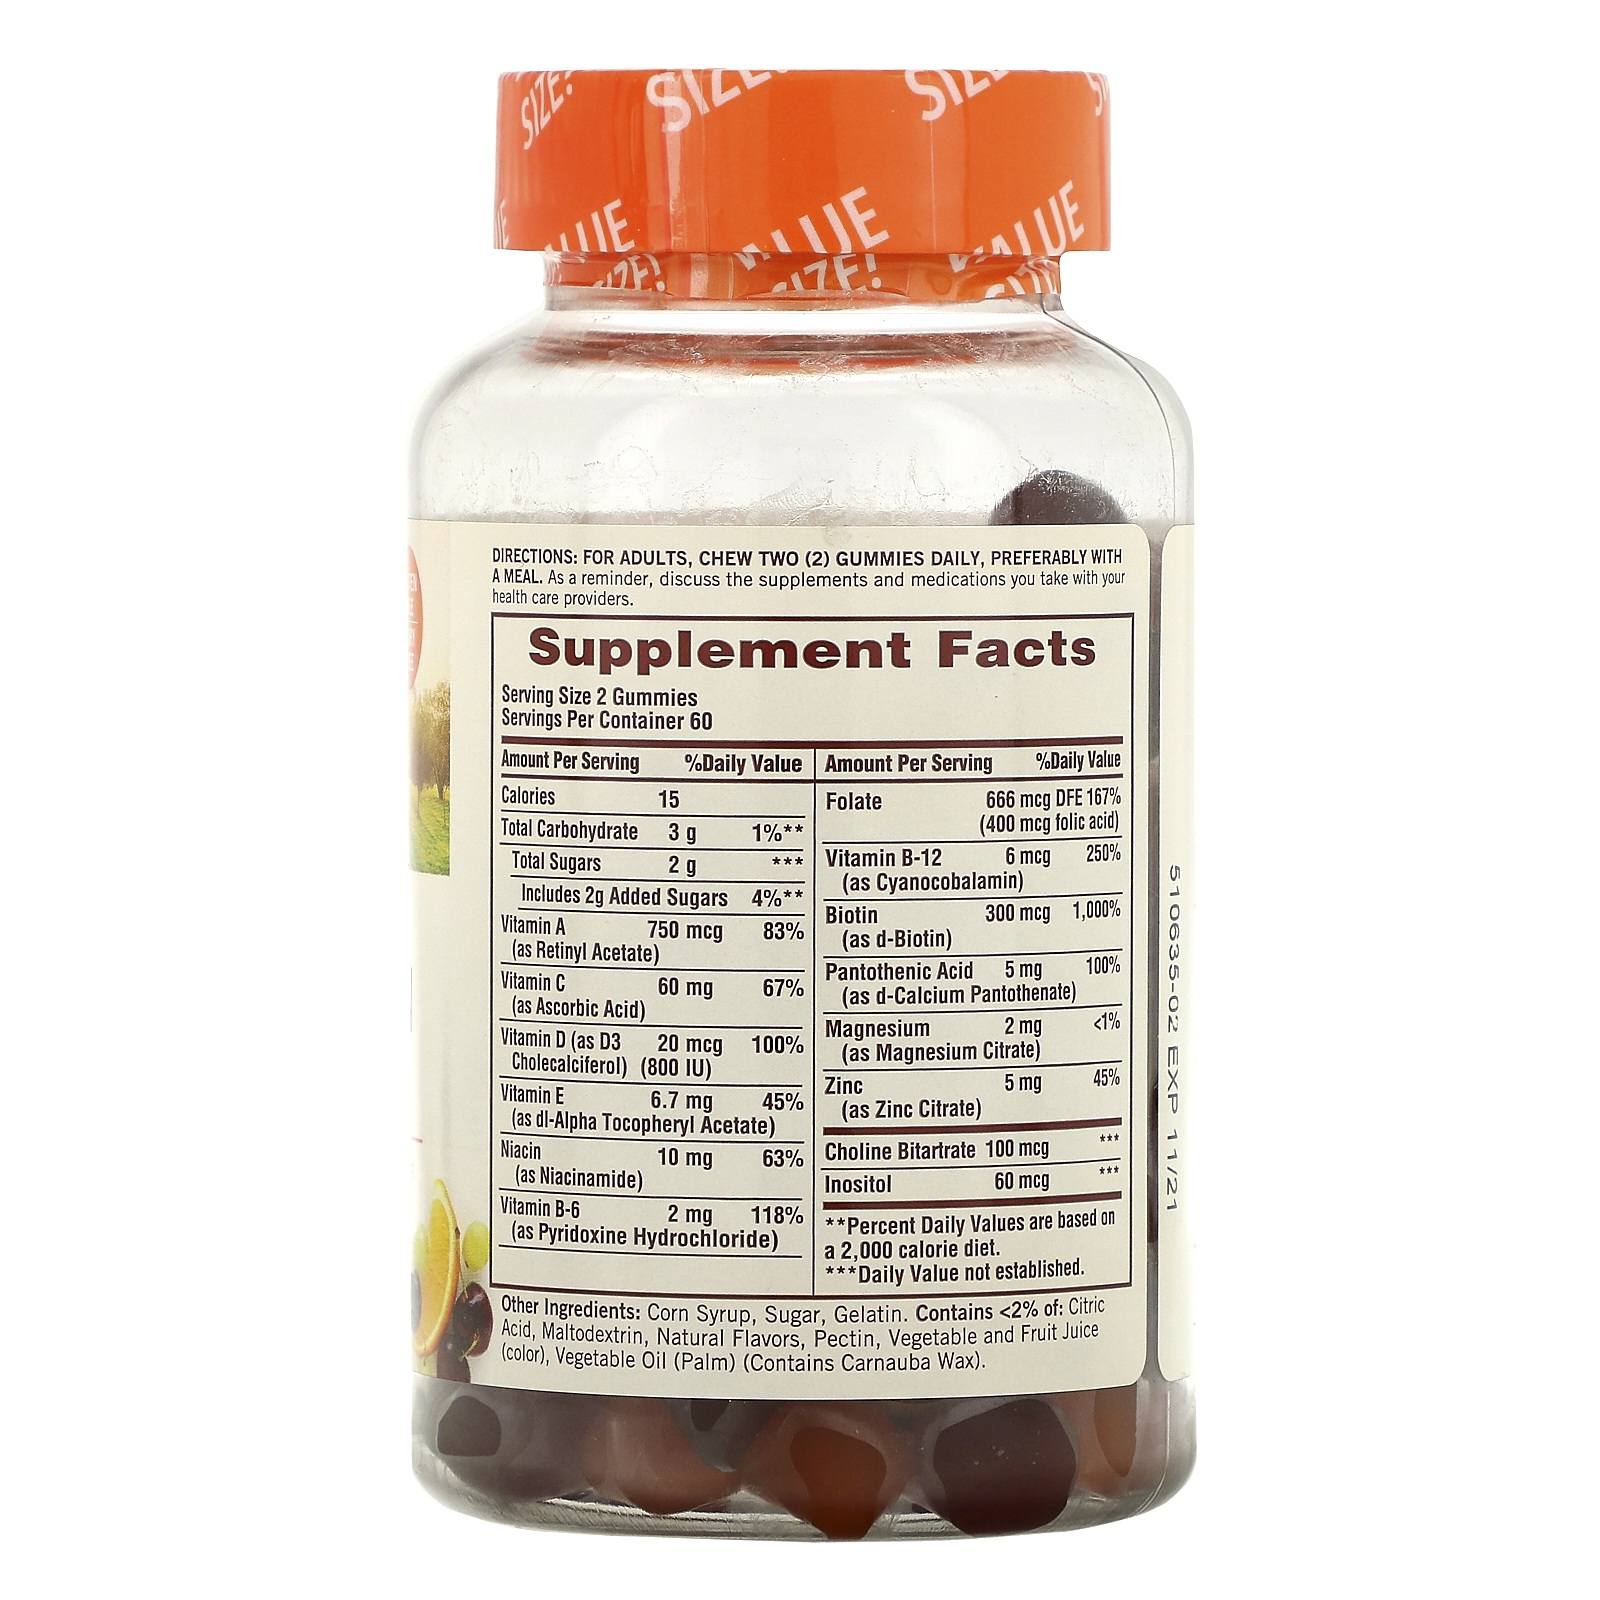 SIZE!
SIZE!
VALUE
VALUE
VALUE
SIZE!
SIZE!
DIRECTIONS: FOR ADULTS, CHEW TWO (2) GUMMIES DAILY, PREFERABLY WITH
A MEAL. As a reminder, discuss the supplements and medications you take with your
health care providers.
Supplement Facts
Serving Size 2 Gummies
Servings Per Container 60
Amount Per Serving %Daily Value
Calories 15
Total Carbohydrate 3 g 1%**
Total Sugars 2 g ***
Includes 2g Added Sugars 4%**
Vitamin A 750 mcg 83%
(as Retinyl Acetate)
Vitamin C 60 mg 67%
(as Ascorbic Acid)
Vitamin D (as D3 20 mcg 100%
Cholecalciferol) (800 IU)
Vitamin E 6.7 mg 45%
(as dl-Alpha Tocopheryl Acetate)
Niacin 10 mg 63%
(as Niacinamide)
Vitamin B-6 2 mg 118%
(as Pyridoxine Hydrochloride)
Amount Per Serving %Daily Value
Folate 666 mcg DFE 167%
(400 mcg folic acid)
Vitamin B-12 6 mcg 250%
(as Cyanocobalamin)
Biotin 300 mcg 1,000%
(as d-Biotin)
Pantothenic Acid 5 mg 100%
(as d-Calcium Pantothenate)
Magnesium 2 mg <1%
(as Magnesium Citrate)
Zinc 5 mg 45%
(as Zinc Citrate)
Choline Bitartrate 100 mcg ***
Inositol 60 mcg ***
**Percent Daily Values are based on
a 2,000 calorie diet.
***Daily Value not established.
Other Ingredients: Corn Syrup, Sugar, Gelatin. Contains <2% of: Citric
Acid, Maltodextrin, Natural Flavors, Pectin, Vegetable and Fruit Juice
(color), Vegetable Oil (Palm) (Contains Carnauba Wax).
510635-02 EXP 11/21